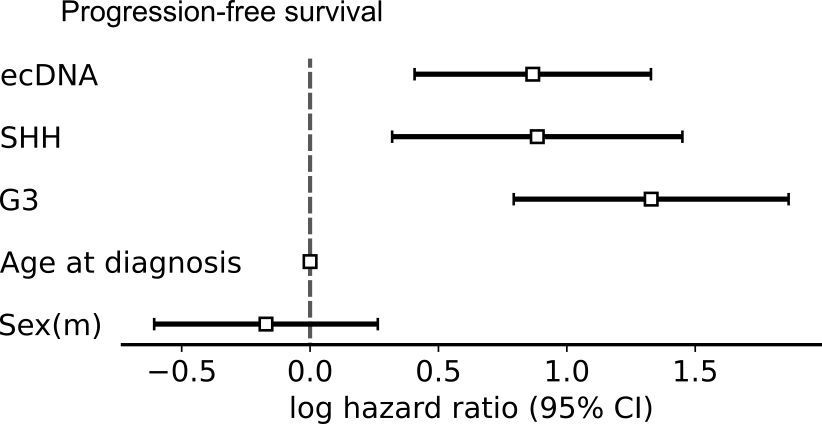 Progression-free survival
ecDNA
SHH
G3
Age at diagnosis
Sex(m)
−0.5 0.0 0.5 1.0 1.5
log hazard ratio (95% CI)